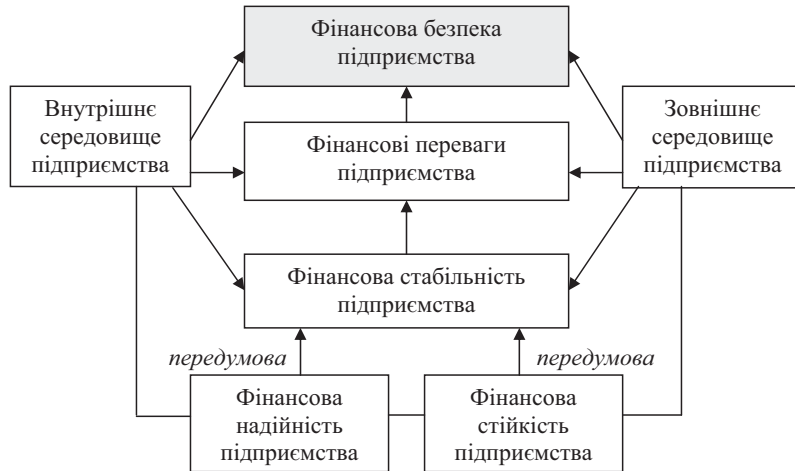 Фінансова безпека
підприємства
Внутрішнє
середовище
підприємства
Зовнішнє
середовище
підприємства
Фінансові переваги
підприємства
Фінансова стабільність
підприємства
передумова
передумова
Фінансова
надійність
підприємства
Фінансова
стійкість
підприємства